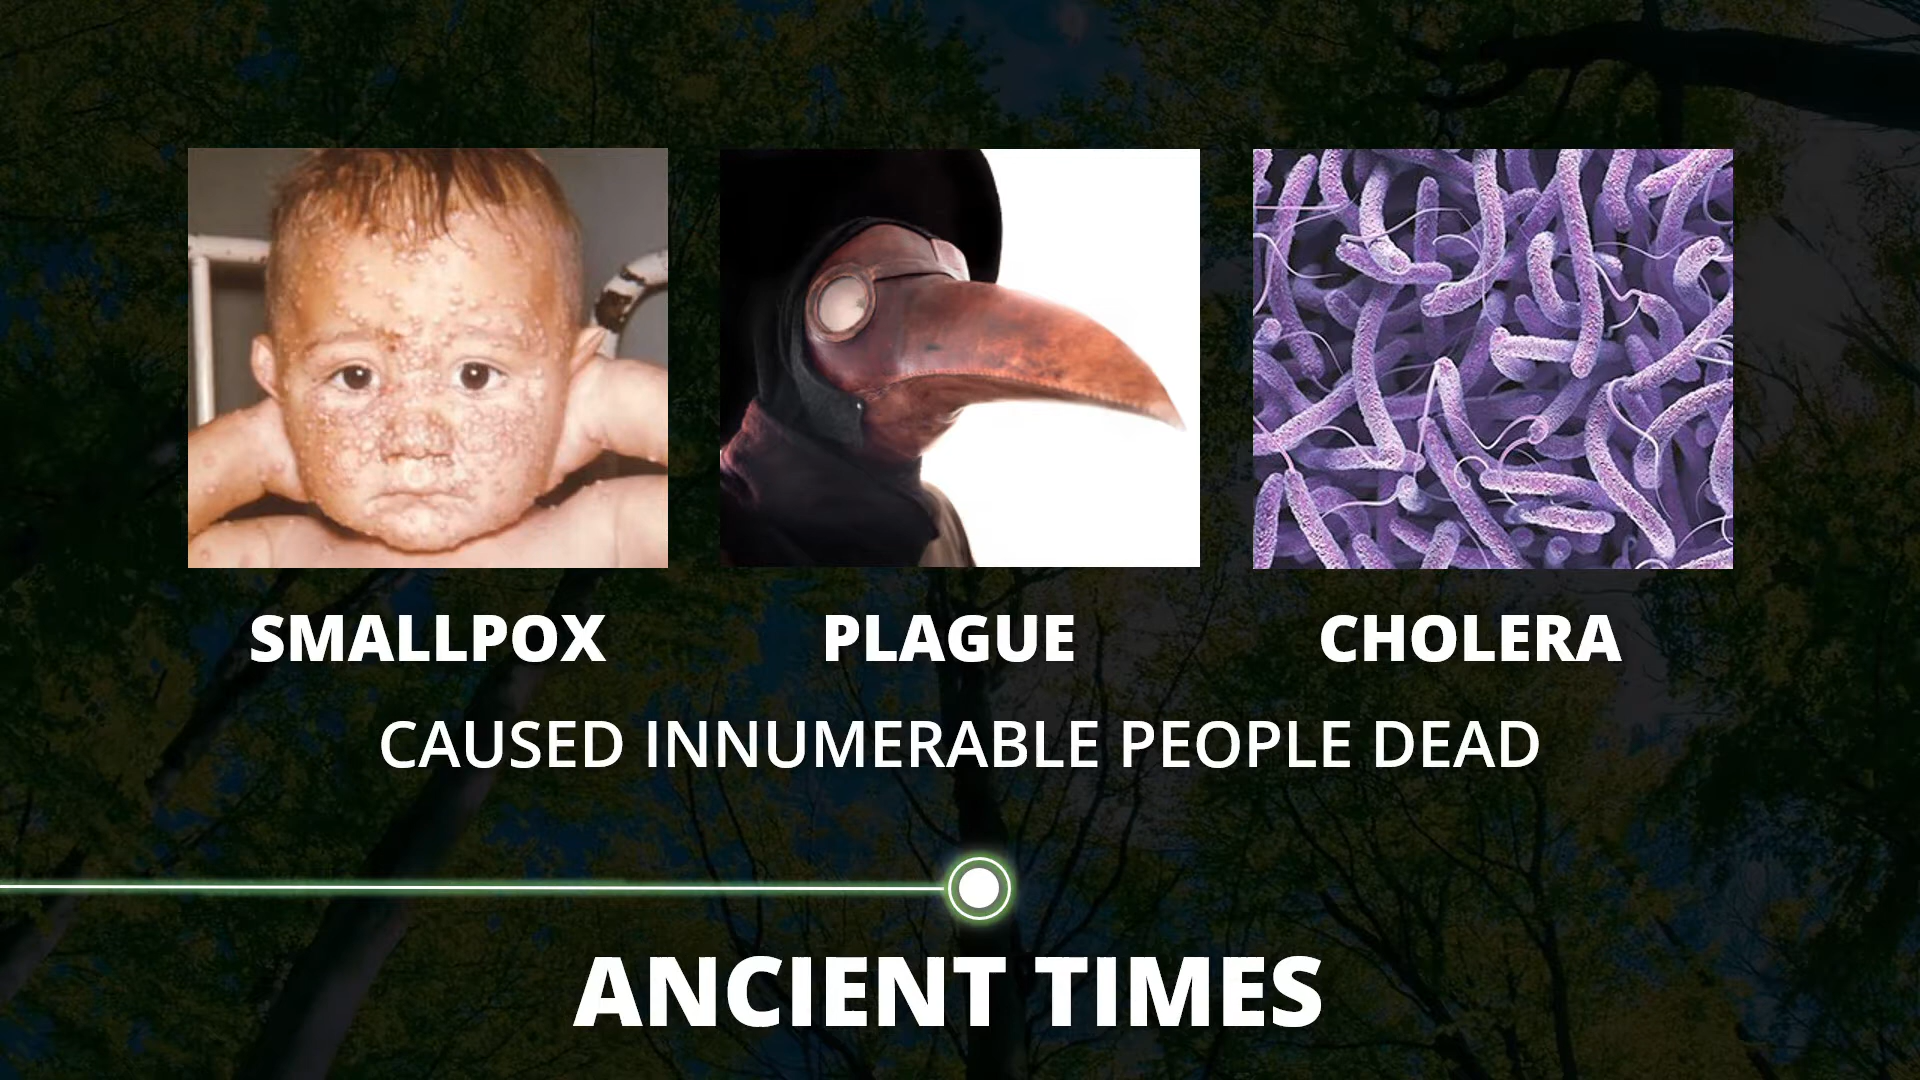 SMALLPOX
PLAGUE
CHOLERA
CAUSED INNUMERABLE PEOPLE DEAD
ANCIENT TIMES